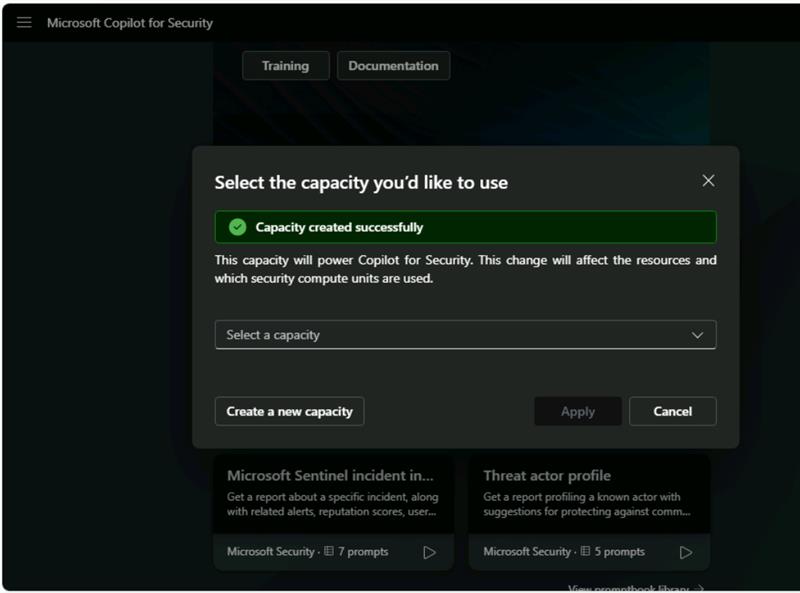 Microsoft Copilot for Security
Training
Documentation
Select the capacity you'd like to use
Capacity created successfully
This capacity will power Copilot for Security. This change will affect the resources and
which security compute units are used.
Select a capacity
Create a new capacity
Apply
Cancel
Microsoft Sentinel incident in...
Get a report about a specific incident, along
with related alerts, reputation scores, user...
Microsoft Security · 7 prompts
Threat actor profile
Get a report profiling a known actor with
suggestions for protecting against comm...
Microsoft Security · 5 prompts
View promptbook library